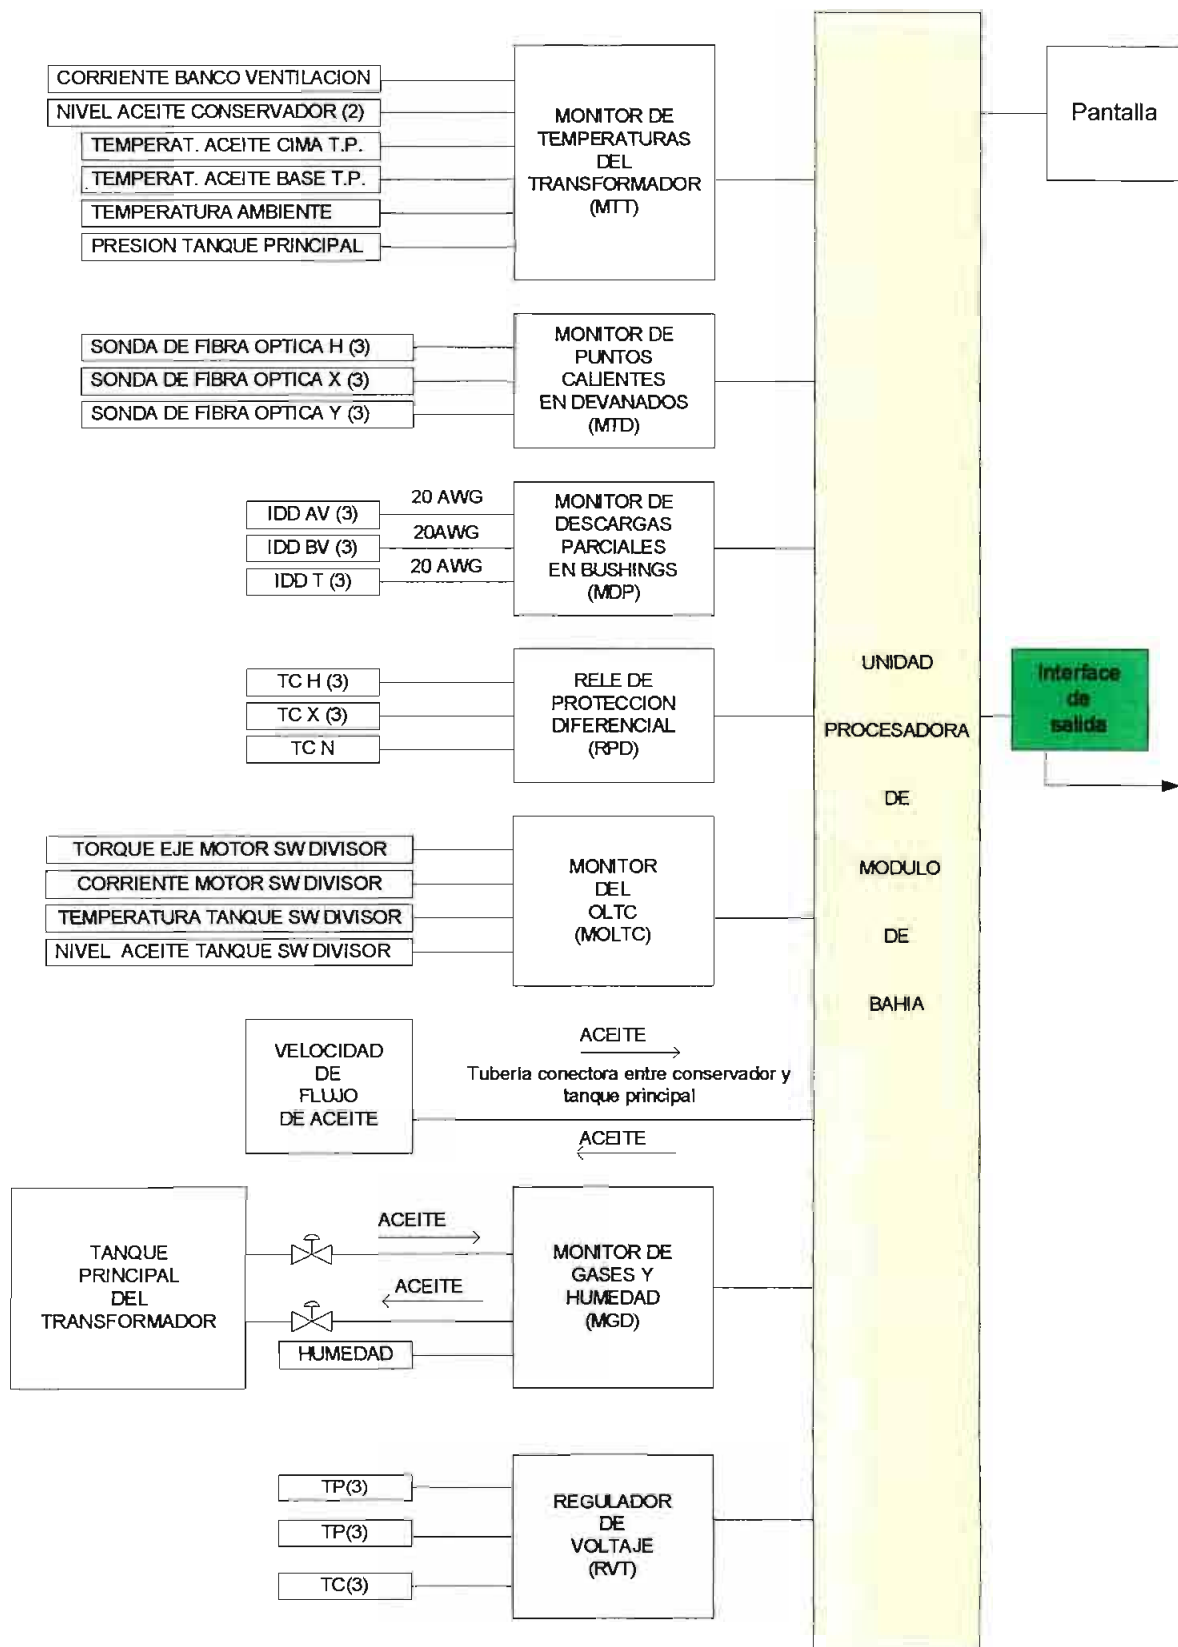 CORRIENTE BANCO VENTILACION
NIVEL ACEITE CONSERVADOR (2)
TEMPERAT. ACEITE CIMA T.P.
TEMPERAT. ACEITE BASE T.P.
TEMPERATURA AMBIENTE
PRESION TANQUE PRINCIPAL
MONITOR DE
TEMPERATURAS
DEL
TRANSFORMADOR
(MTT)
Pantalla
SONDA DE FIBRA OPTICA H (3)
SONDA DE FIBRA OPTICA X (3)
SONDA DE FIBRA OPTICA Y (3)
MONITOR DE
PUNTOS
CALIENTES
EN DEVANADOS
(MTD)
IDD AV (3)
IDD BV (3)
IDD T (3)
20 AWG
20AWG
20 AWG
MONITOR DE
DESCARGAS
PARCIALES
EN BUSHINGS
(MDP)
TC H (3)
TC X (3)
TC N
RELE DE
PROTECCION
DIFERENCIAL
(RPD)
UNIDAD
PROCESADORA
DE
MODULO
DE
BAHIA
Interface
de
salida
TORQUE EJE MOTOR SW DIVISOR
CORRIENTE MOTOR SW DIVISOR
TEMPERATURA TANQUE SW DIVISOR
NIVEL ACEITE TANQUE SW DIVISOR
MONITOR
DEL
OLTC
(MOLTC)
VELOCIDAD
DE
FLUJO
DE ACEITE
ACEITE
Tubería conectora entre conservador y
tanque principal
ACEITE
TANQUE
PRINCIPAL
DEL
TRANSFORMADOR
ACEITE
ACEITE
HUMEDAD
MONITOR DE
GASES Y
HUMEDAD
(MGD)
TP(3)
TP(3)
TC(3)
REGULADOR
DE
VOLTAJE
(RVT)